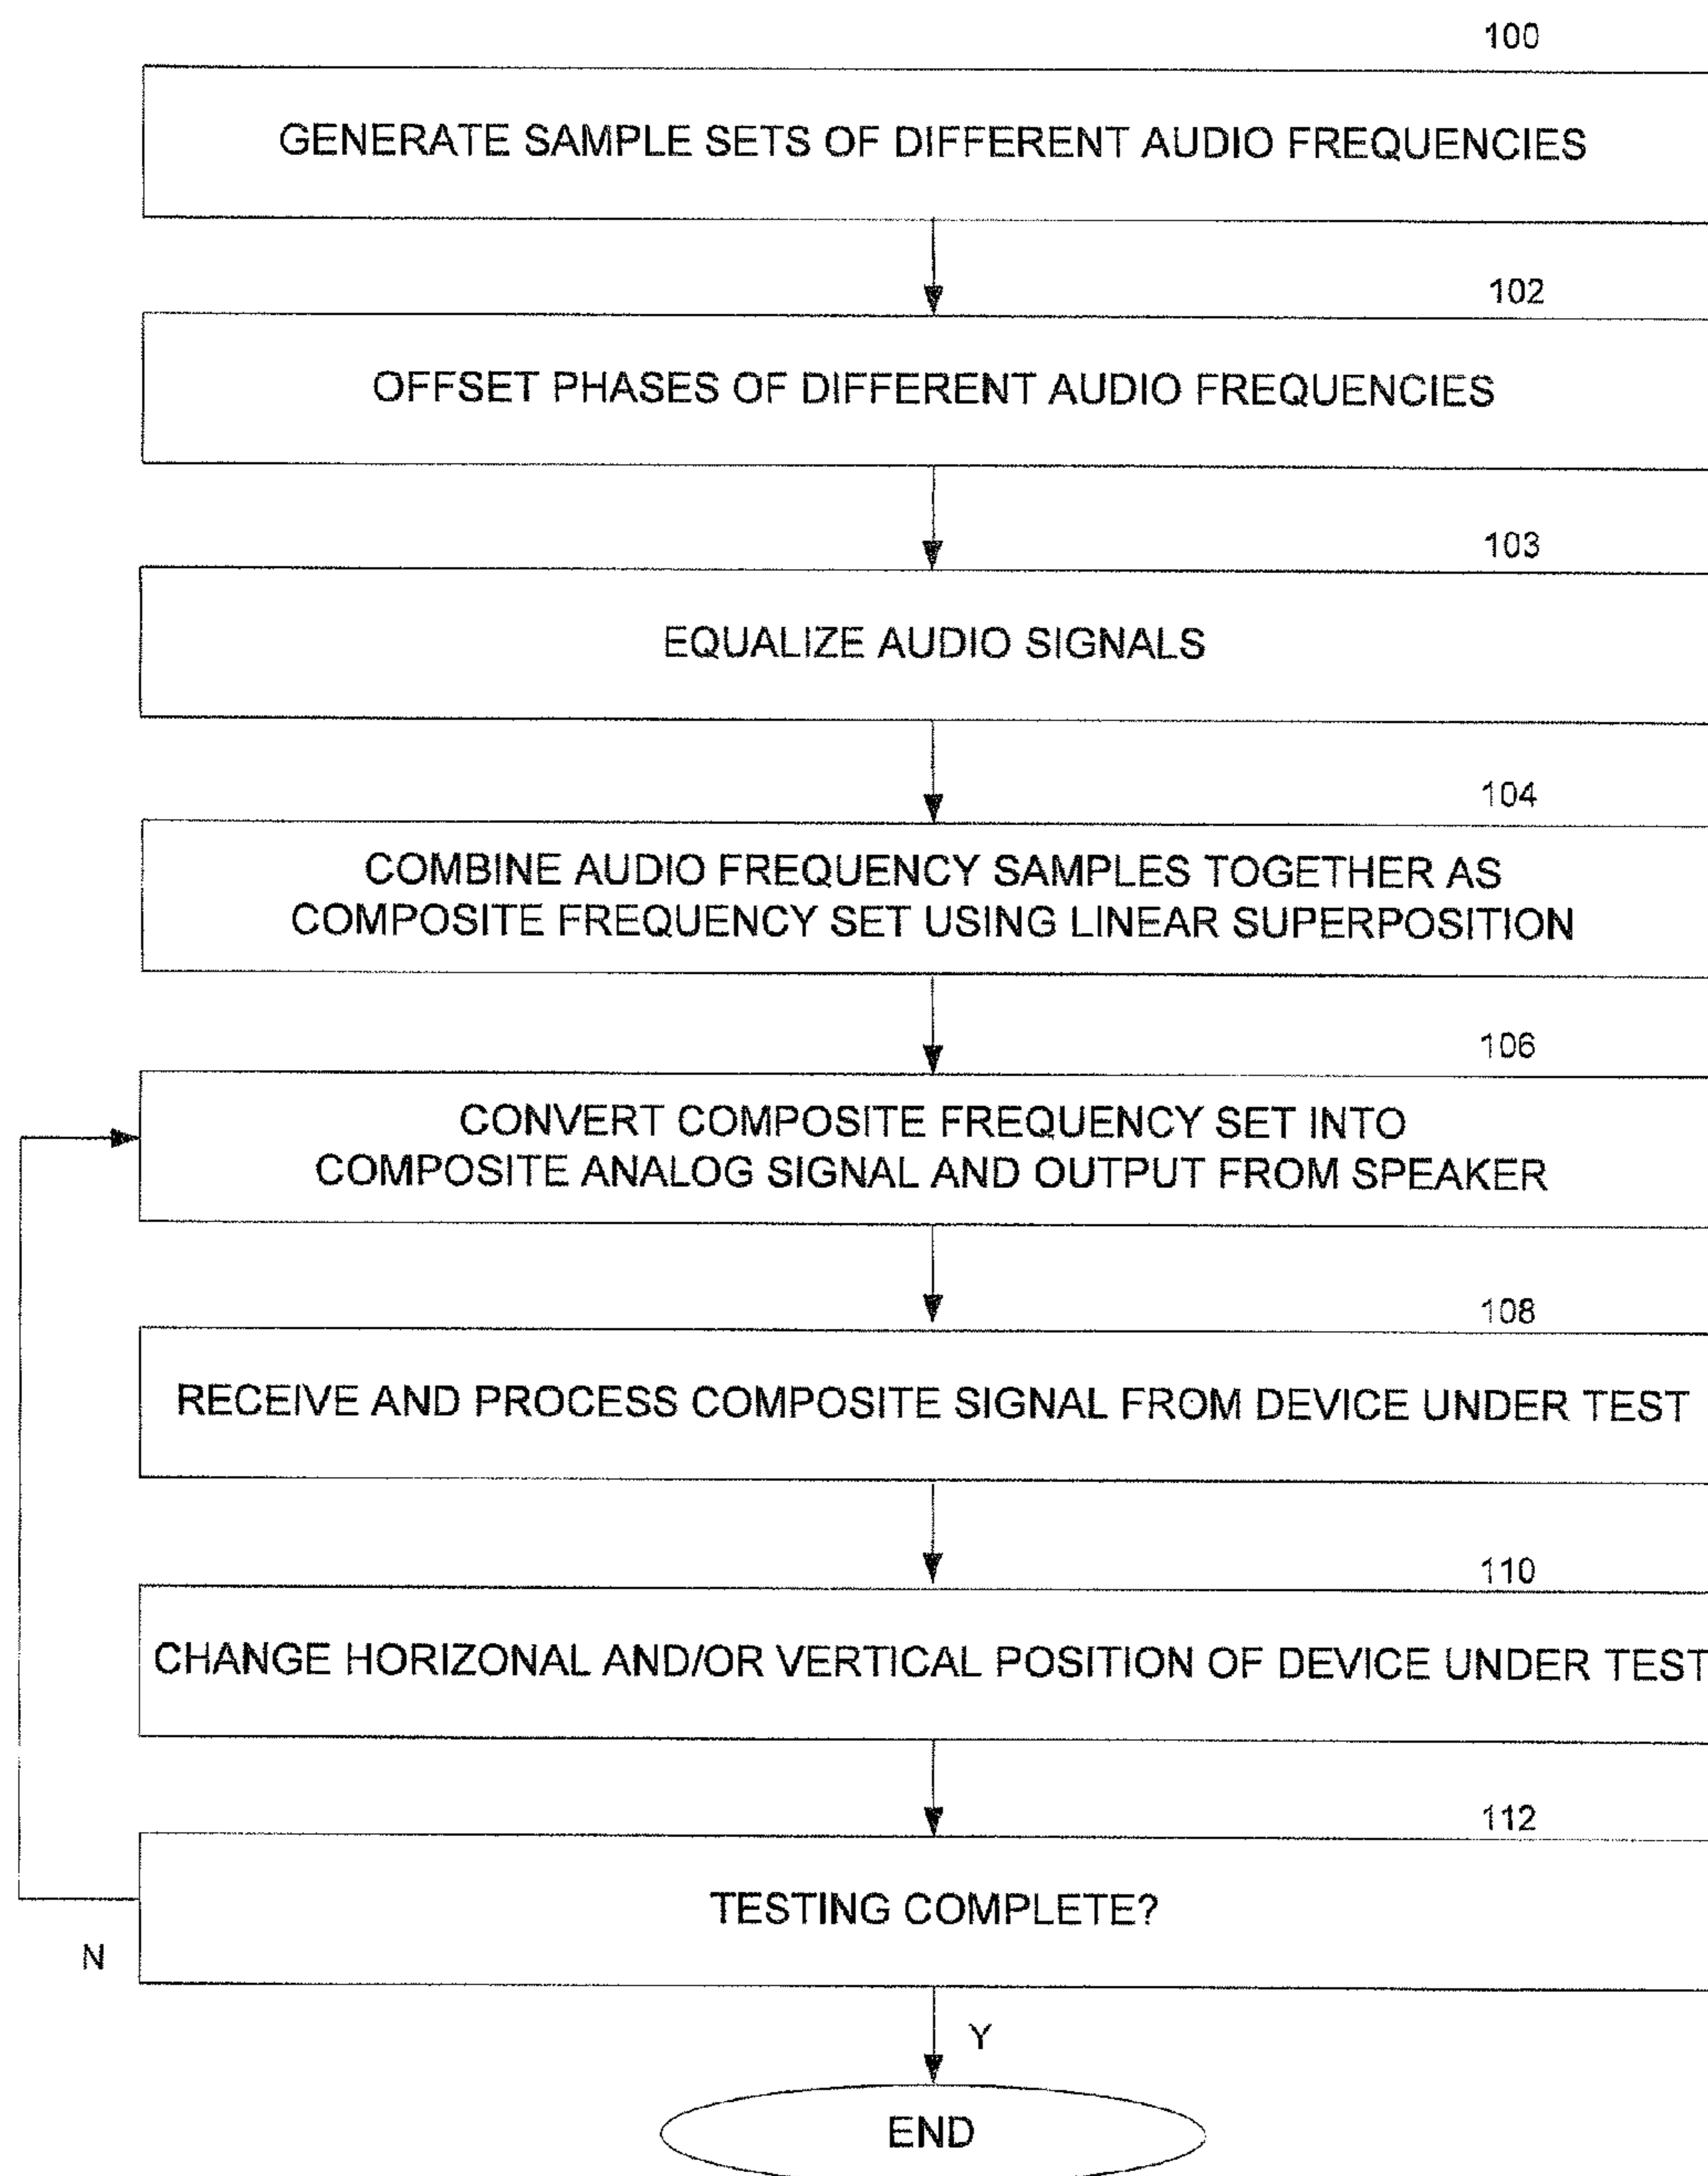 100
GENERATE SAMPLE SETS OF DIFFERENT AUDIO FREQUENCIES
102
OFFSET PHASES OF DIFFERENT AUDIO FREQUENCIES
103
EQUALIZE AUDIO SIGNALS
104
COMBINE AUDIO FREQUENCY SAMPLES TOGETHER AS
COMPOSITE FREQUENCY SET USING LINEAR SUPERPOSITION
106
CONVERT COMPOSITE FREQUENCY SET INTO
COMPOSITE ANALOG SIGNAL AND OUTPUT FROM SPEAKER
108
RECEIVE AND PROCESS COMPOSITE SIGNAL FROM DEVICE UNDER TEST
110
CHANGE HORIZONAL AND/OR VERTICAL POSITION OF DEVICE UNDER TEST
112
TESTING COMPLETE?
N
Y
END